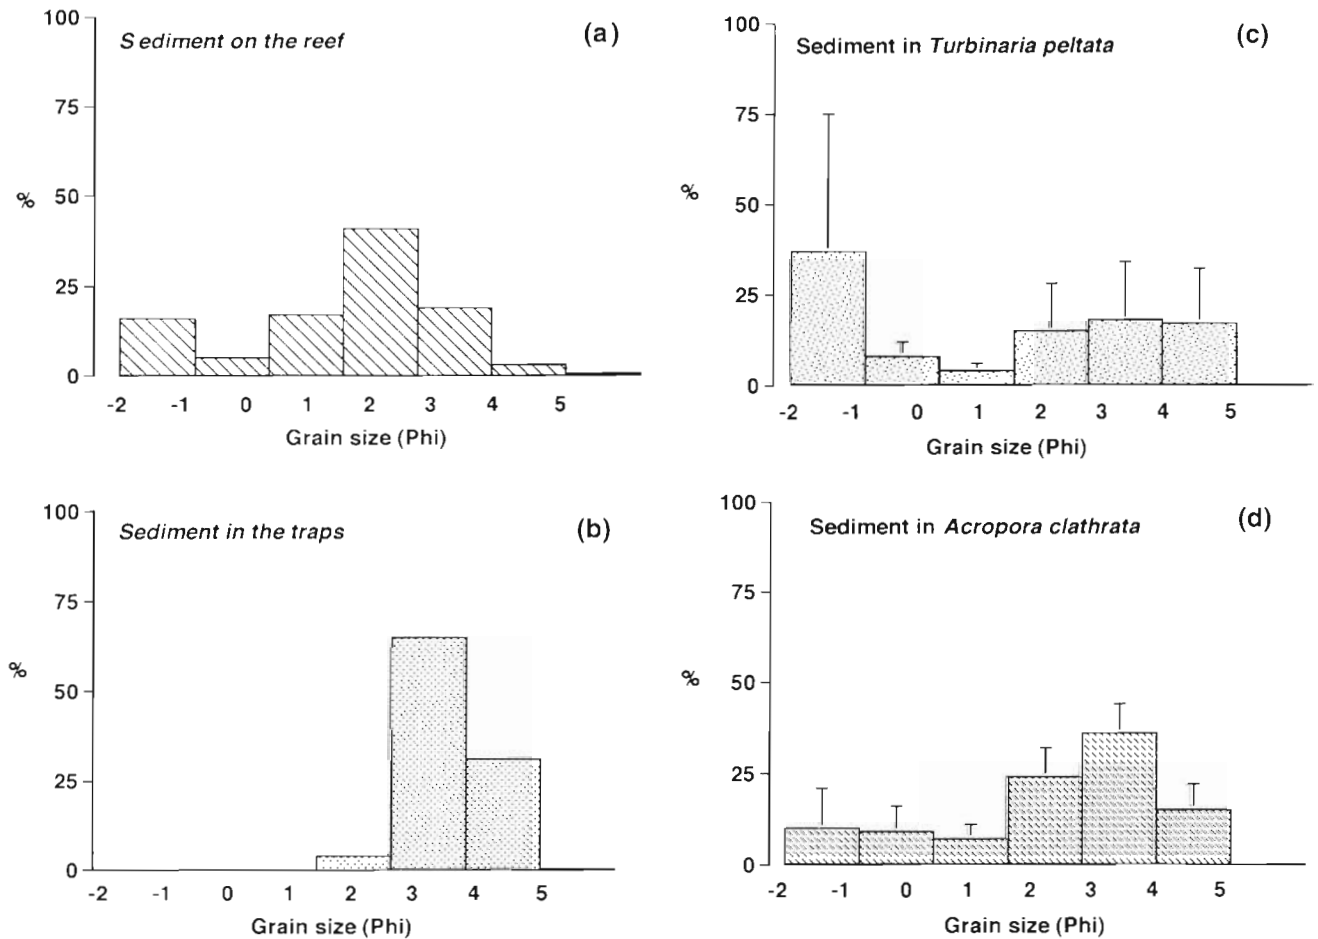 Sediment on the reef
(a)
100
75
50
25
0
%
-2 -1 0 1 2 3 4 5
Grain size (Phi)
Sediment in Turbinaria peltata
(c)
100
75
50
25
0
%
-2 -1 0 1 2 3 4 5
Grain size (Phi)
Sediment in the traps
(b)
100
75
50
25
0
%
-2 -1 0 1 2 3 4 5
Grain size (Phi)
Sediment in Acropora clathrata
(d)
100
75
50
25
0
%
-2 -1 0 1 2 3 4 5
Grain size (Phi)